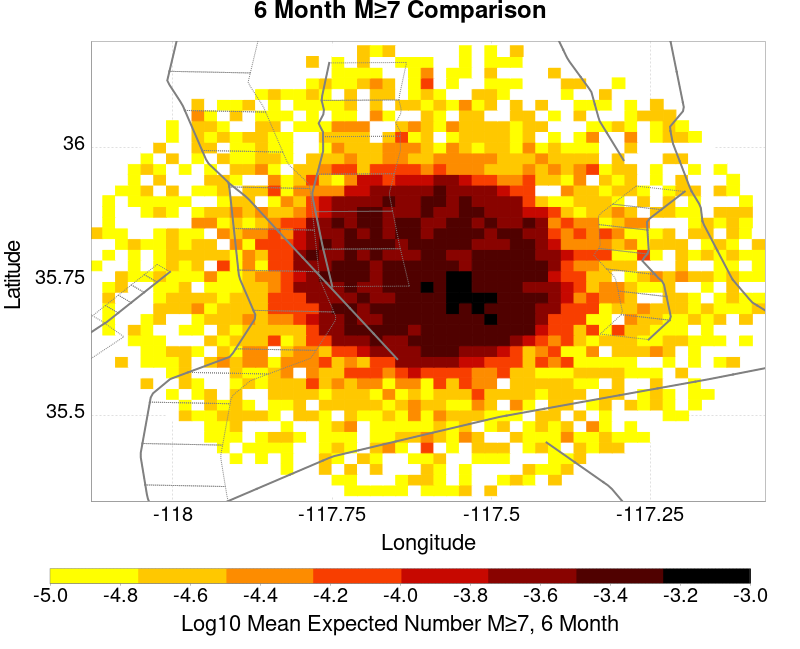 6 Month M≥7 Comparison
36
35.75
35.5
Latitude
-118 -117.75 -117.5 -117.25
Longitude
-5.0 -4.8 -4.6 -4.4 -4.2 -4.0 -3.8 -3.6 -3.4 -3.2 -3.0
Log10 Mean Expected Number M≥7, 6 Month